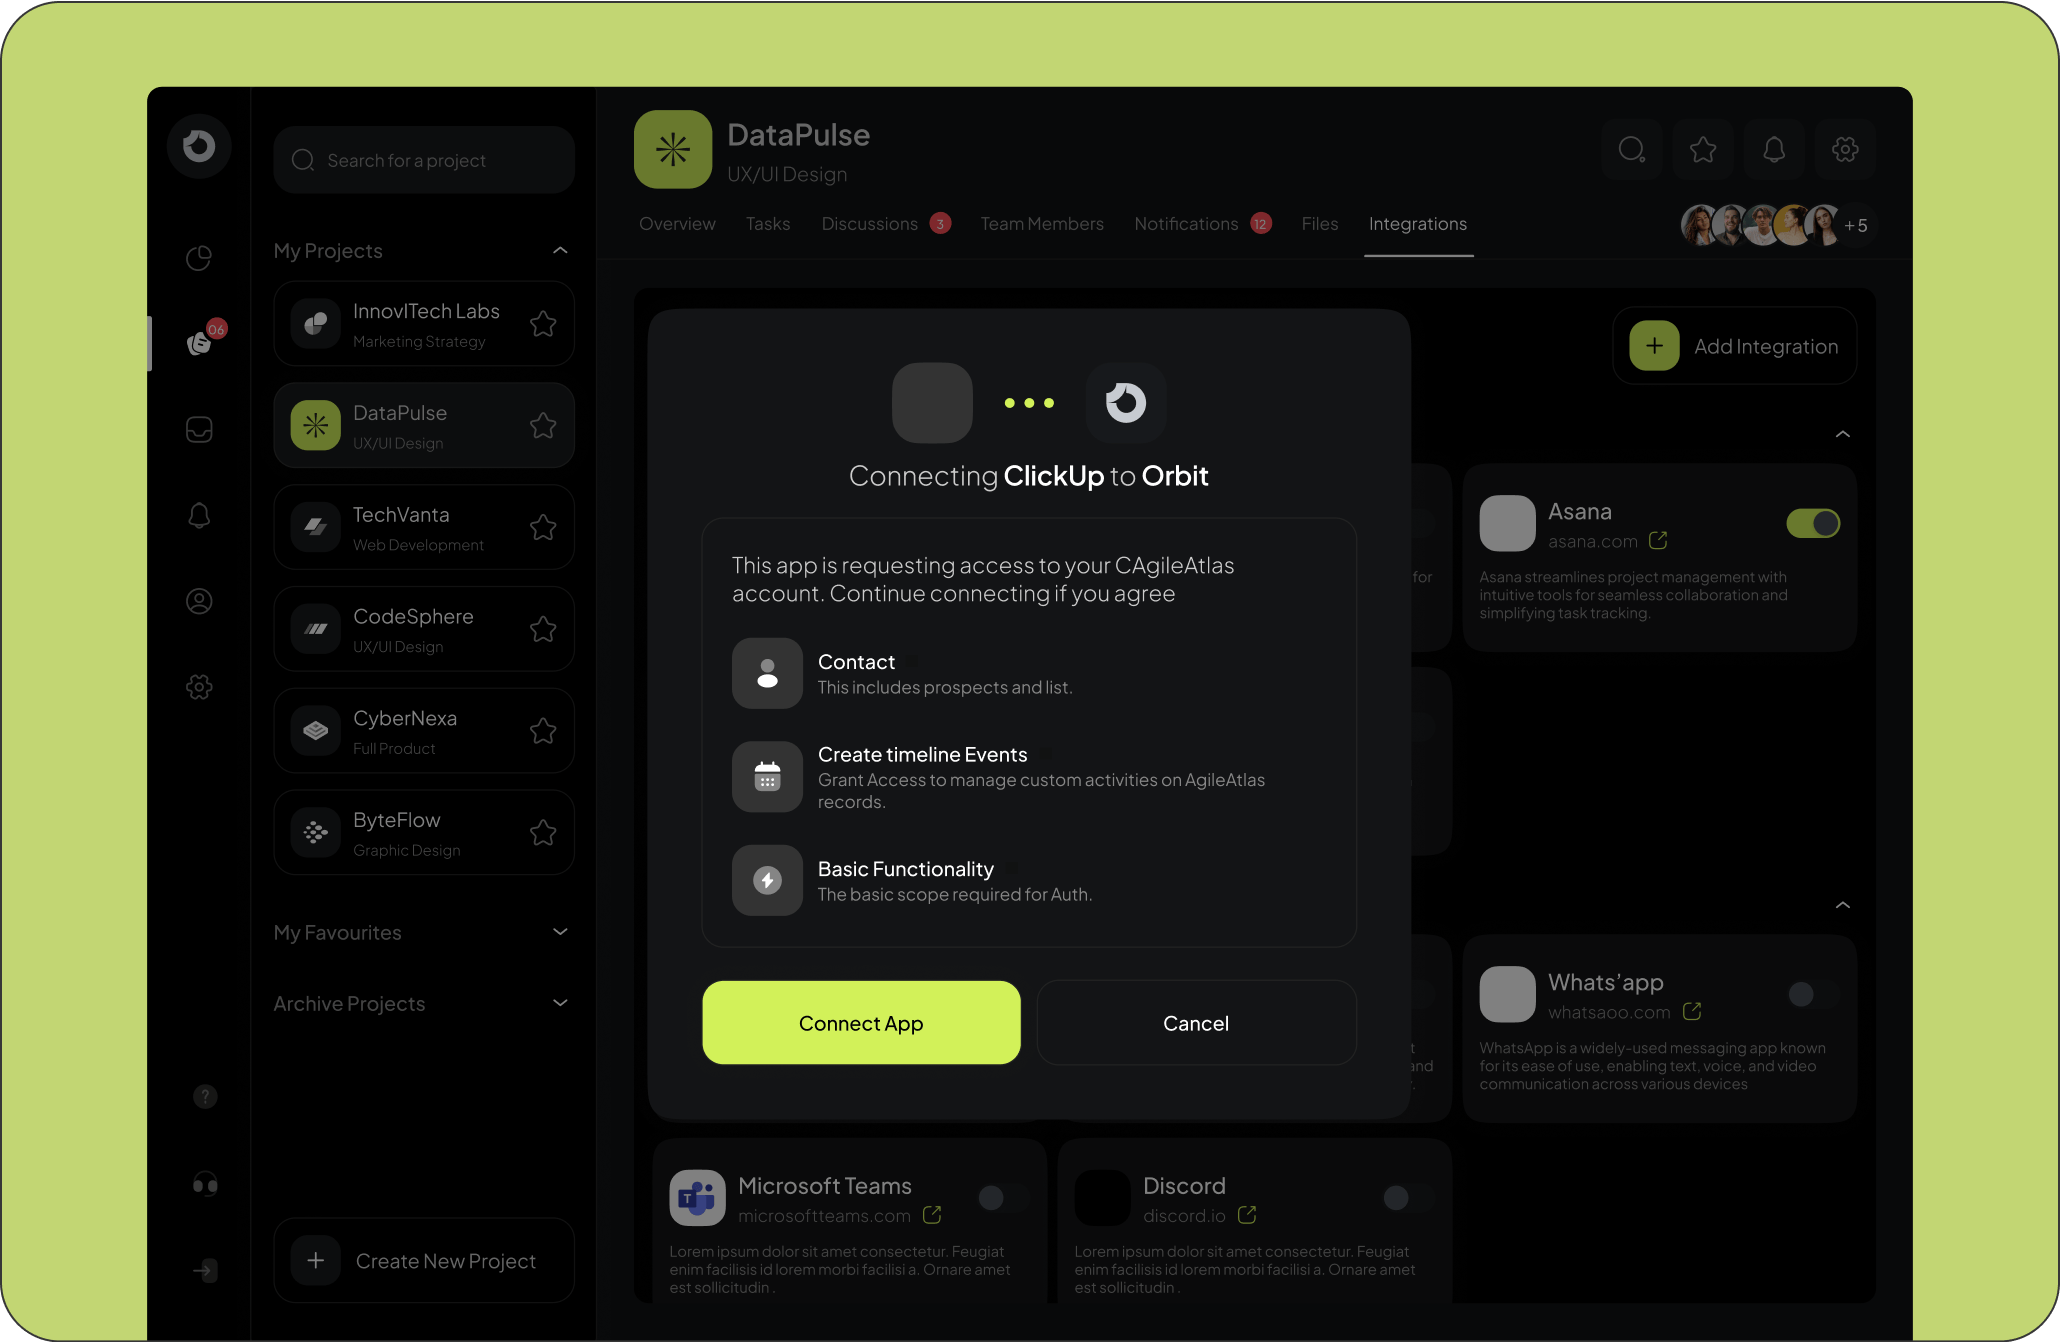 Search for a project
My Projects
06
InnovITech Labs
Marketing Strategy
DataPulse
UX/UI Design
TechVanta
Web Development
CodeSphere
UX/UI Design
CyberNexa
Full Product
ByteFlow
Graphic Design
My Favourites
Archive Projects
?
Create New Project
DataPulse
UX/UI Design
Overview
Tasks
Discussions 3
Team Members
Notifications 12
Files
Integrations
+5
Add Integration
Connecting ClickUp to Orbit
This app is requesting access to your CAgileAtlas
account. Continue connecting if you agree
Contact
This includes prospects and list.
Create timeline Events
Grant Access to manage custom activities on AgileAtlas
records.
Basic Functionality
The basic scope required for Auth.
Connect App
Cancel
for
Asana
asana.com
Asana streamlines project management with
intuitive tools for seamless collaboration and
simplifying task tracking.
t
and
r.
Whats’app
whatsaoo.com
WhatsApp is a widely-used messaging app known
for its ease of use, enabling text, voice, and video
communication across various devices
T
Microsoft Teams
microsoftteams.com
Lorem ipsum dolor sit amet consectetur. Feugiat
enim facilisis id lorem morbi facilisi a. Ornare amet
est sollicitudin .
Discord
discord.io
Lorem ipsum dolor sit amet consectetur. Feugiat
enim facilisis id lorem morbi facilisi a. Ornare amet
est sollicitudin .